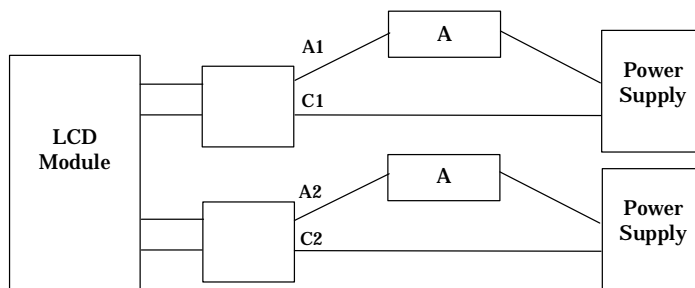 A1
A
C1
Power
Supply
LCD
Module
A2
A
C2
Power
Supply